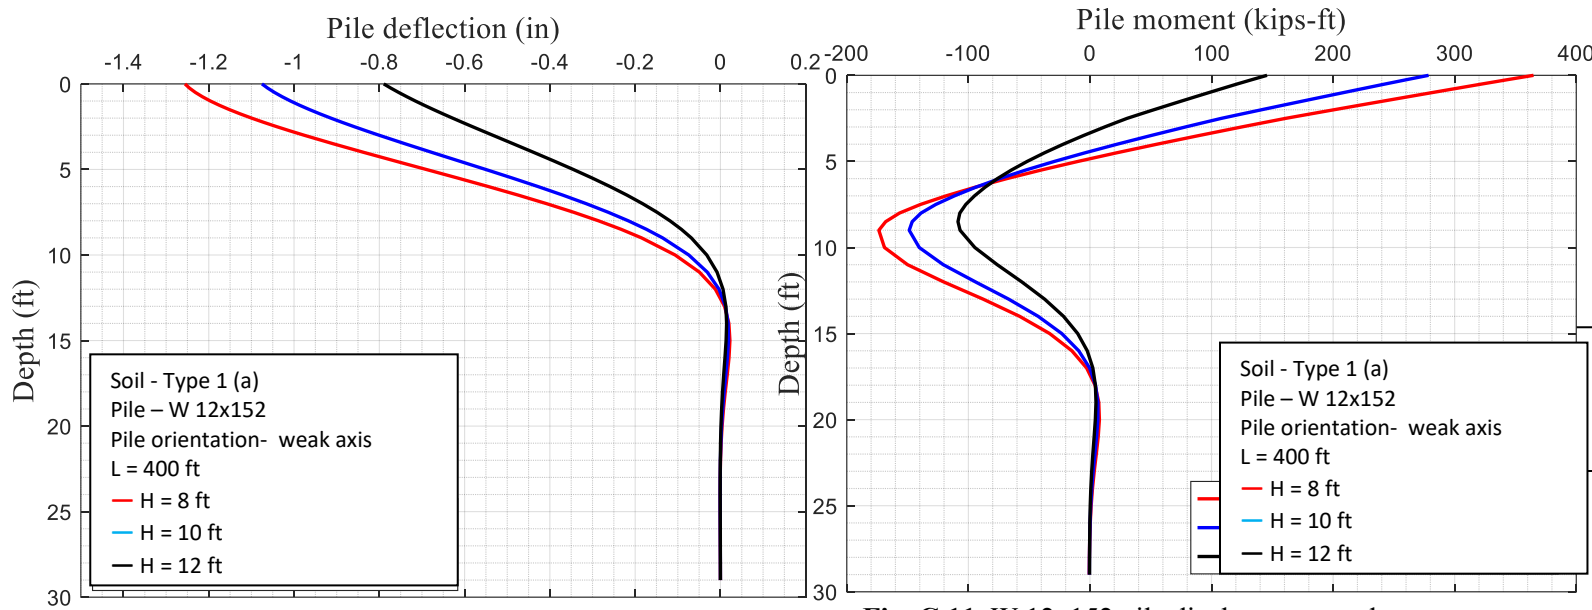 Pile deflection (in)
-1.4 -1.2 -1 -0.8 -0.6 -0.4 -0.2 0 0.2
0
5
10
15
20
25
30
Depth (ft)
Soil - Type 1 (a)
Pile – W 12x152
Pile orientation- weak axis
L = 400 ft
H = 8 ft
H = 10 ft
H = 12 ft
Pile moment (kips-ft)
-200 -100 0 100 200 300 400
0
5
10
15
20
25
30
Depth (ft)
Soil - Type 1 (a)
Pile – W 12x152
Pile orientation- weak axis
L = 400 ft
H = 8 ft
H = 10 ft
H = 12 ft